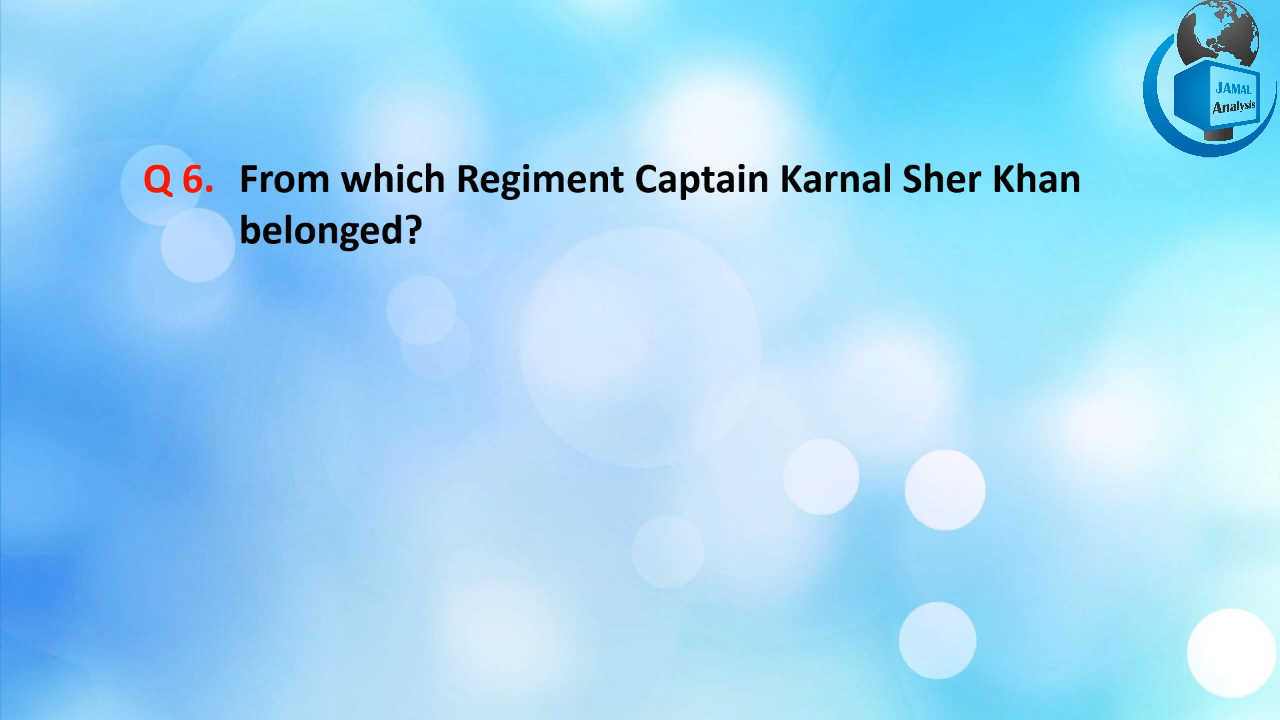 JAMAL
Analysis
Q 6. From which Regiment Captain Karnal Sher Khan
belonged?